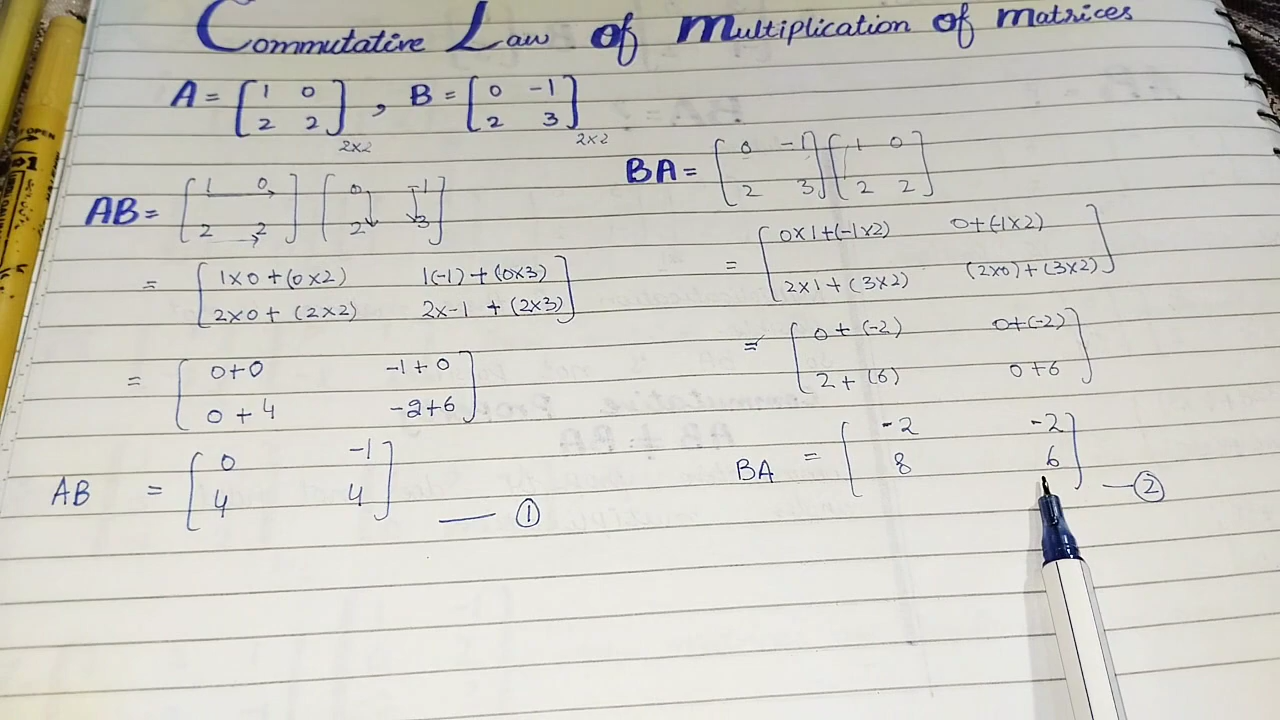 Commutative Law of Multiplication of matrices
A = [1 0
2 2] 2x2 , B = [0 -1
2 3] 2x2
AB = [1 0
2 2] [0 -1
2 3]
= [1x0+(0x2) 1(-1)+(0x3)
2x0+(2x2) 2x-1+(2x3)]
= [0+0 -1+0
0+4 -2+6]
AB = [0 -1
4 4] — ①
BA = [0 -1
2 3] [1 0
2 2]
= [0x1+(-1x2) 0+(-1x2)
2x1+(3x2) (2x0)+(3x2)]
= [0+(-2) 0+(-2)
2+(6) 0+6]
BA = [-2 -2
8 6] — ②
OPEN